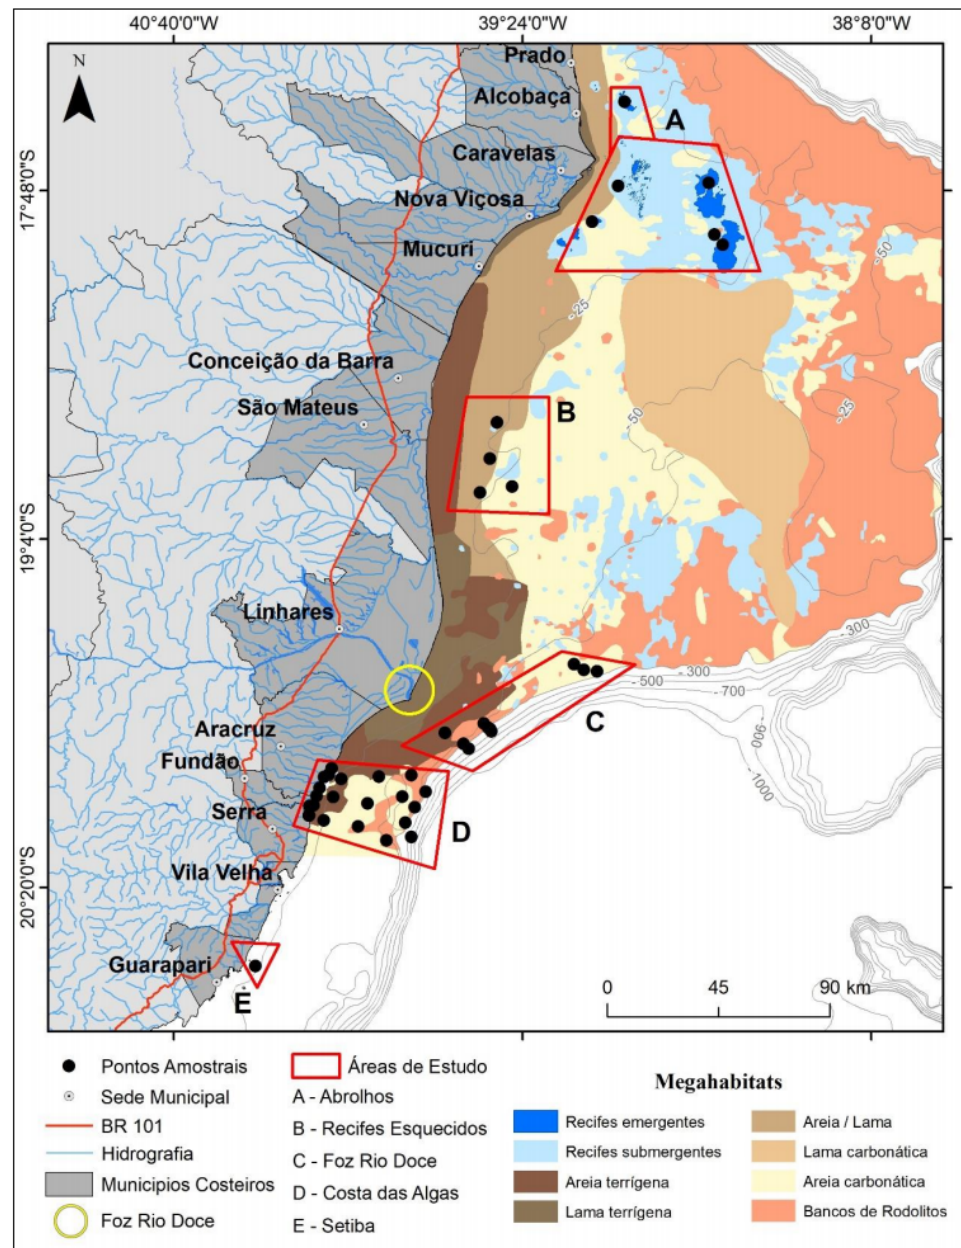 40°40'0"W 39°24'0"W 38°8'0"W
N
Prado
Alcobaça
A
Caravelas
17°48'0"S
Nova Viçosa
Mucuri
-50
-25
Conceição da Barra
São Mateus
B
-50
-25
19°4'0"S
Linhares
-300
-300
-500
-700
C
Aracruz
-900
Fundão
-1000
Serra
D
Vila Velha
20°20'0"S
Guarapari
E
0 45 90 km
Pontos Amostrais
Sede Municipal
BR 101
Hidrografia
Municipios Costeiros
Foz Rio Doce
Áreas de Estudo
A - Abrolhos
B - Recifes Esquecidos
C - Foz Rio Doce
D - Costa das Algas
E - Setiba
Megahabitats
Recifes emergentes
Recifes submergentes
Areia terrígena
Lama terrígena
Areia / Lama
Lama carbonática
Areia carbonática
Bancos de Rodolitos